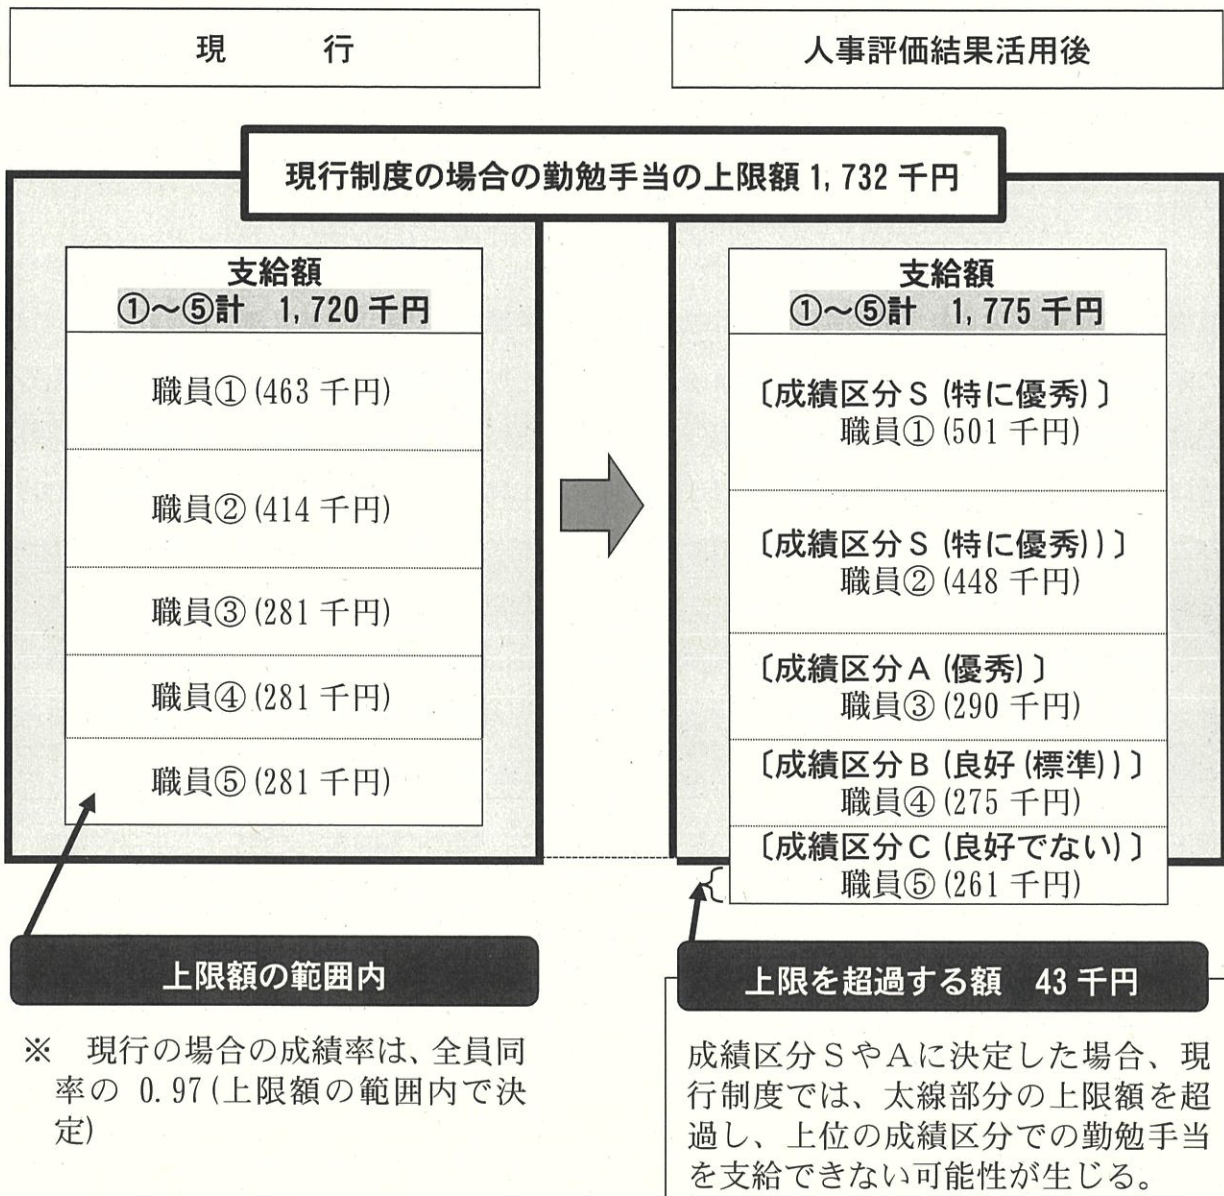 現　　　行
人事評価結果活用後
現行制度の場合の勤勉手当の上限額 1,732 千円
支給額
①～⑤計　1,720 千円
職員① (463 千円)
職員② (414 千円)
職員③ (281 千円)
職員④ (281 千円)
職員⑤ (281 千円)
上限額の範囲内
※　現行の場合の成績率は、全員同
率の 0.97(上限額の範囲内で決
定)
支給額
①～⑤計　1,775 千円
〔成績区分Ｓ (特に優秀) 〕
職員① (501 千円)
〔成績区分Ｓ (特に優秀) ) 〕
職員② (448 千円)
〔成績区分Ａ (優秀) 〕
職員③ (290 千円)
〔成績区分Ｂ (良好 (標準) ) 〕
職員④ (275 千円)
〔成績区分Ｃ (良好でない) 〕
職員⑤ (261 千円)
上限を超過する額　43 千円
成績区分ＳやＡに決定した場合、現
行制度では、太線部分の上限額を超
過し、上位の成績区分での勤勉手当
を支給できない可能性が生じる。